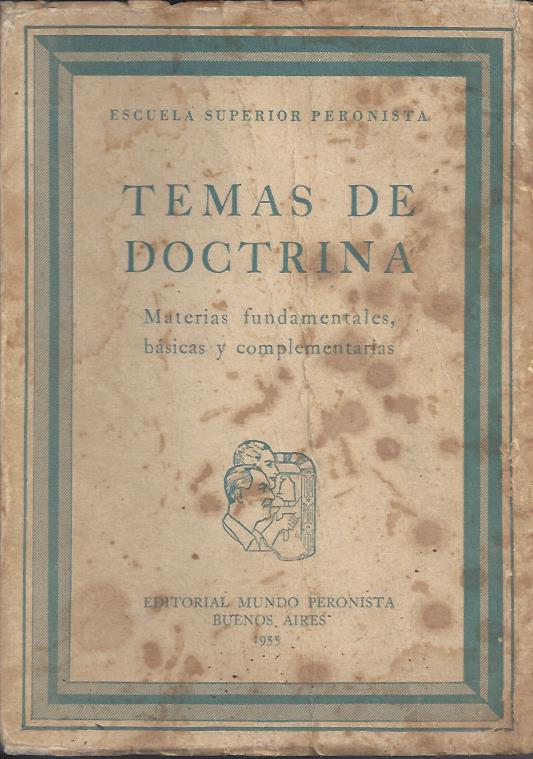 ESCUELA SUPERIOR PERONISTA
TEMAS DE
DOCTRINA
Materias fundamentales,
básicas y complementarias
EDITORIAL MUNDO PERONISTA
BUENOS AIRES
1955